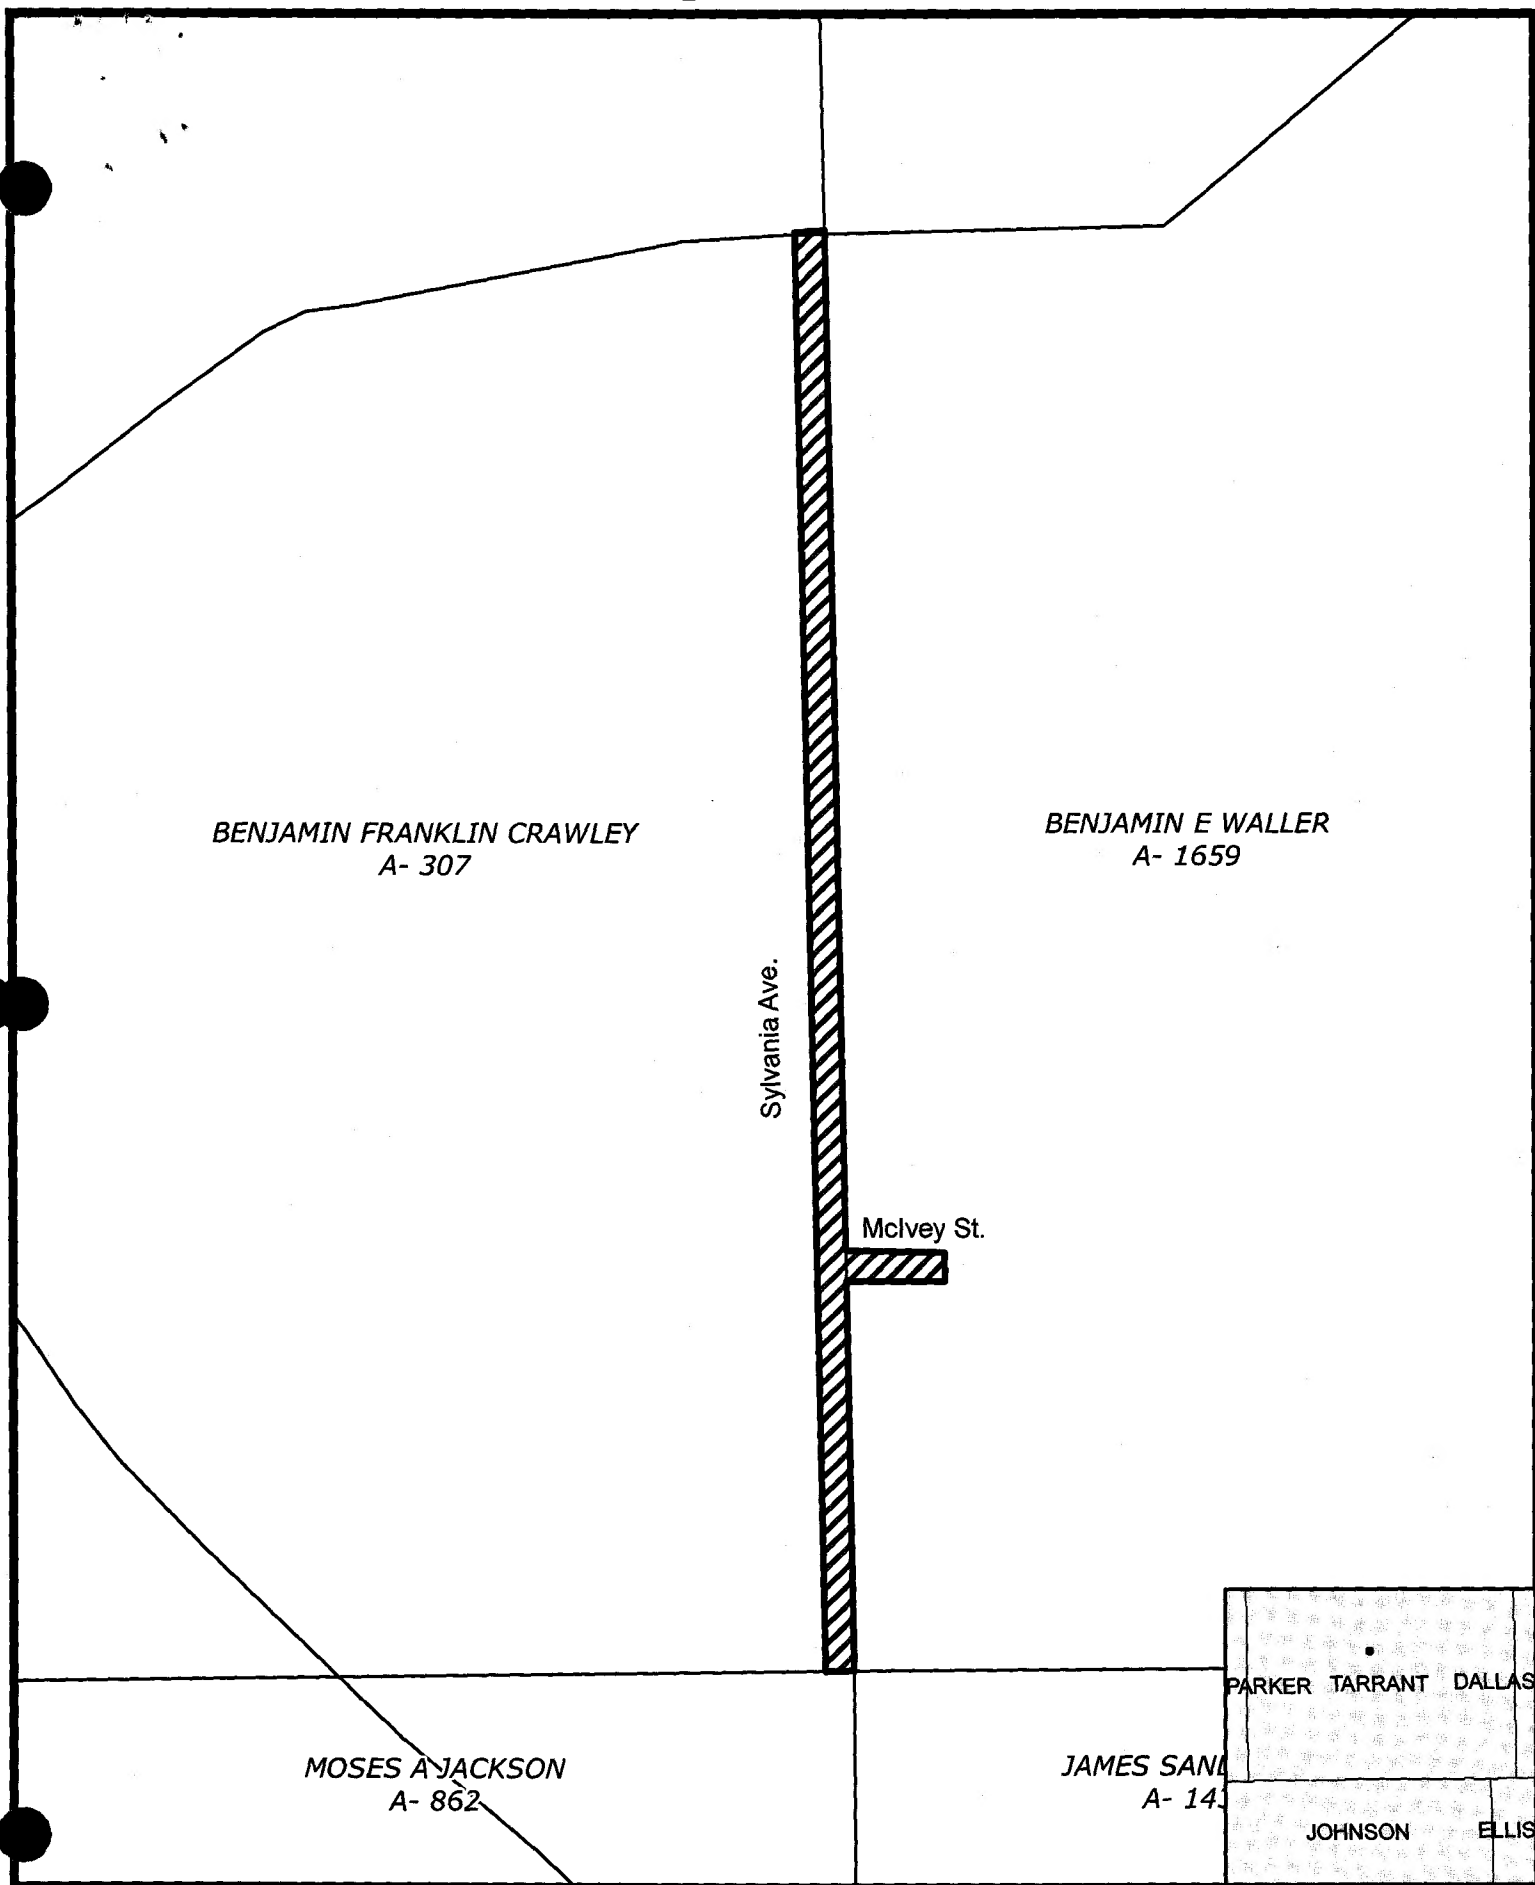 BENJAMIN FRANKLIN CRAWLEY
A- 307
BENJAMIN E WALLER
A- 1659
Sylvania Ave.
McIvey St.
PARKER TARRANT DALLAS
MOSES A JACKSON
A- 862
JAMES
A-
JOHNSON ELLIS